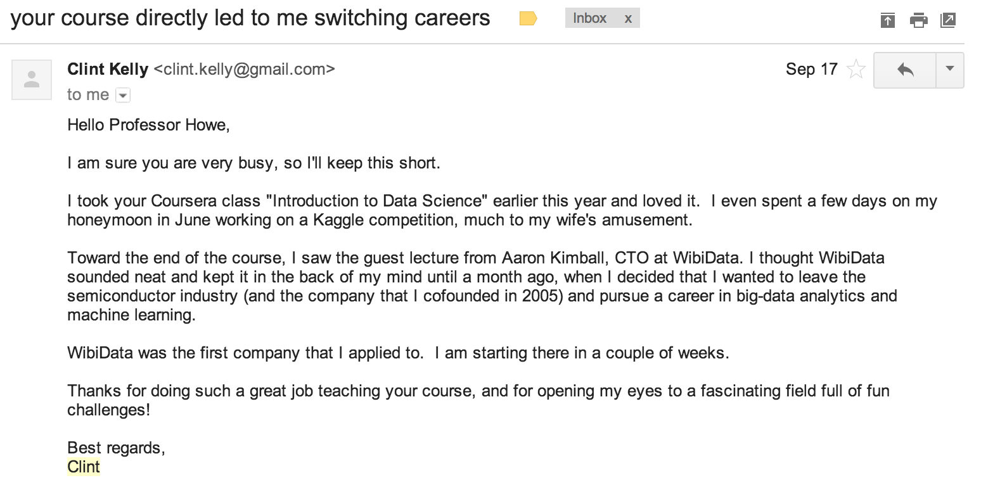 your course directly led to me switching careers
Inbox x
Clint Kelly <clint.kelly@gmail.com>
Sep 17
to me
Hello Professor Howe,
I am sure you are very busy, so I'll keep this short.
I took your Coursera class "Introduction to Data Science" earlier this year and loved it.  I even spent a few days on my
honeymoon in June working on a Kaggle competition, much to my wife's amusement.
Toward the end of the course, I saw the guest lecture from Aaron Kimball, CTO at WibiData. I thought WibiData
sounded neat and kept it in the back of my mind until a month ago, when I decided that I wanted to leave the
semiconductor industry (and the company that I cofounded in 2005) and pursue a career in big-data analytics and
machine learning.
WibiData was the first company that I applied to.  I am starting there in a couple of weeks.
Thanks for doing such a great job teaching your course, and for opening my eyes to a fascinating field full of fun
challenges!
Best regards,
Clint